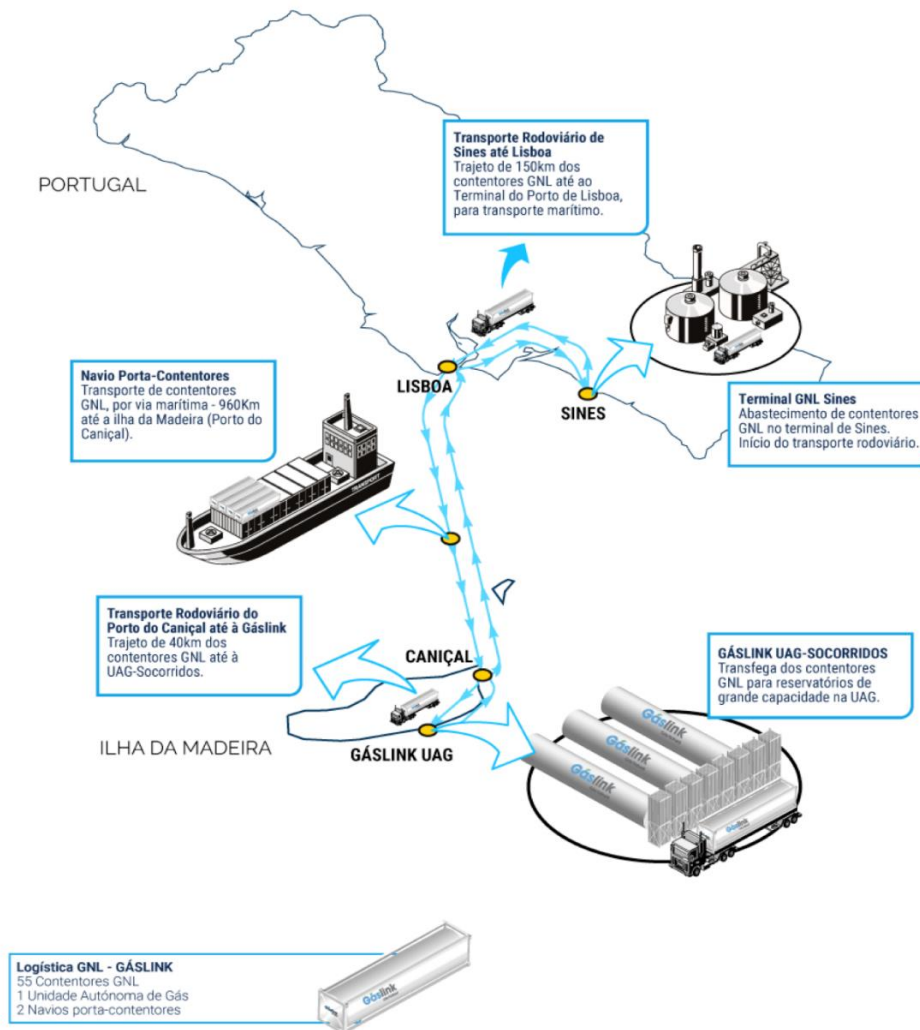 PORTUGAL
Transporte Rodoviário de
Sines até Lisboa
Trajeto de 150km dos
contentores GNL até ao
Terminal do Porto de Lisboa,
para transporte marítimo.
LISBOA
SINES
Terminal GNL Sines
Abastecimento de contentores
GNL no terminal de Sines.
Início do transporte rodoviário.
Navio Porta-Contentores
Transporte de contentores
GNL, por via marítima - 960Km
até a ilha da Madeira (Porto do
Caniçal).
TRANSPORT
Transporte Rodoviário do
Porto do Caniçal até à Gáslink
Trajeto de 40km dos
contentores GNL até à
UAG-Socorridos.
CANIÇAL
ILHA DA MADEIRA
GÁSLINK UAG
GÁSLINK UAG-SOCORRIDOS
Transfega dos contentores
GNL para reservatórios de
grande capacidade na UAG.
Gáslink
Gáslink
Gáslink
Gáslink
Logística GNL - GÁSLINK
55 Contentores GNL
1 Unidade Autónoma de Gás
2 Navios porta-contentores
Gáslink